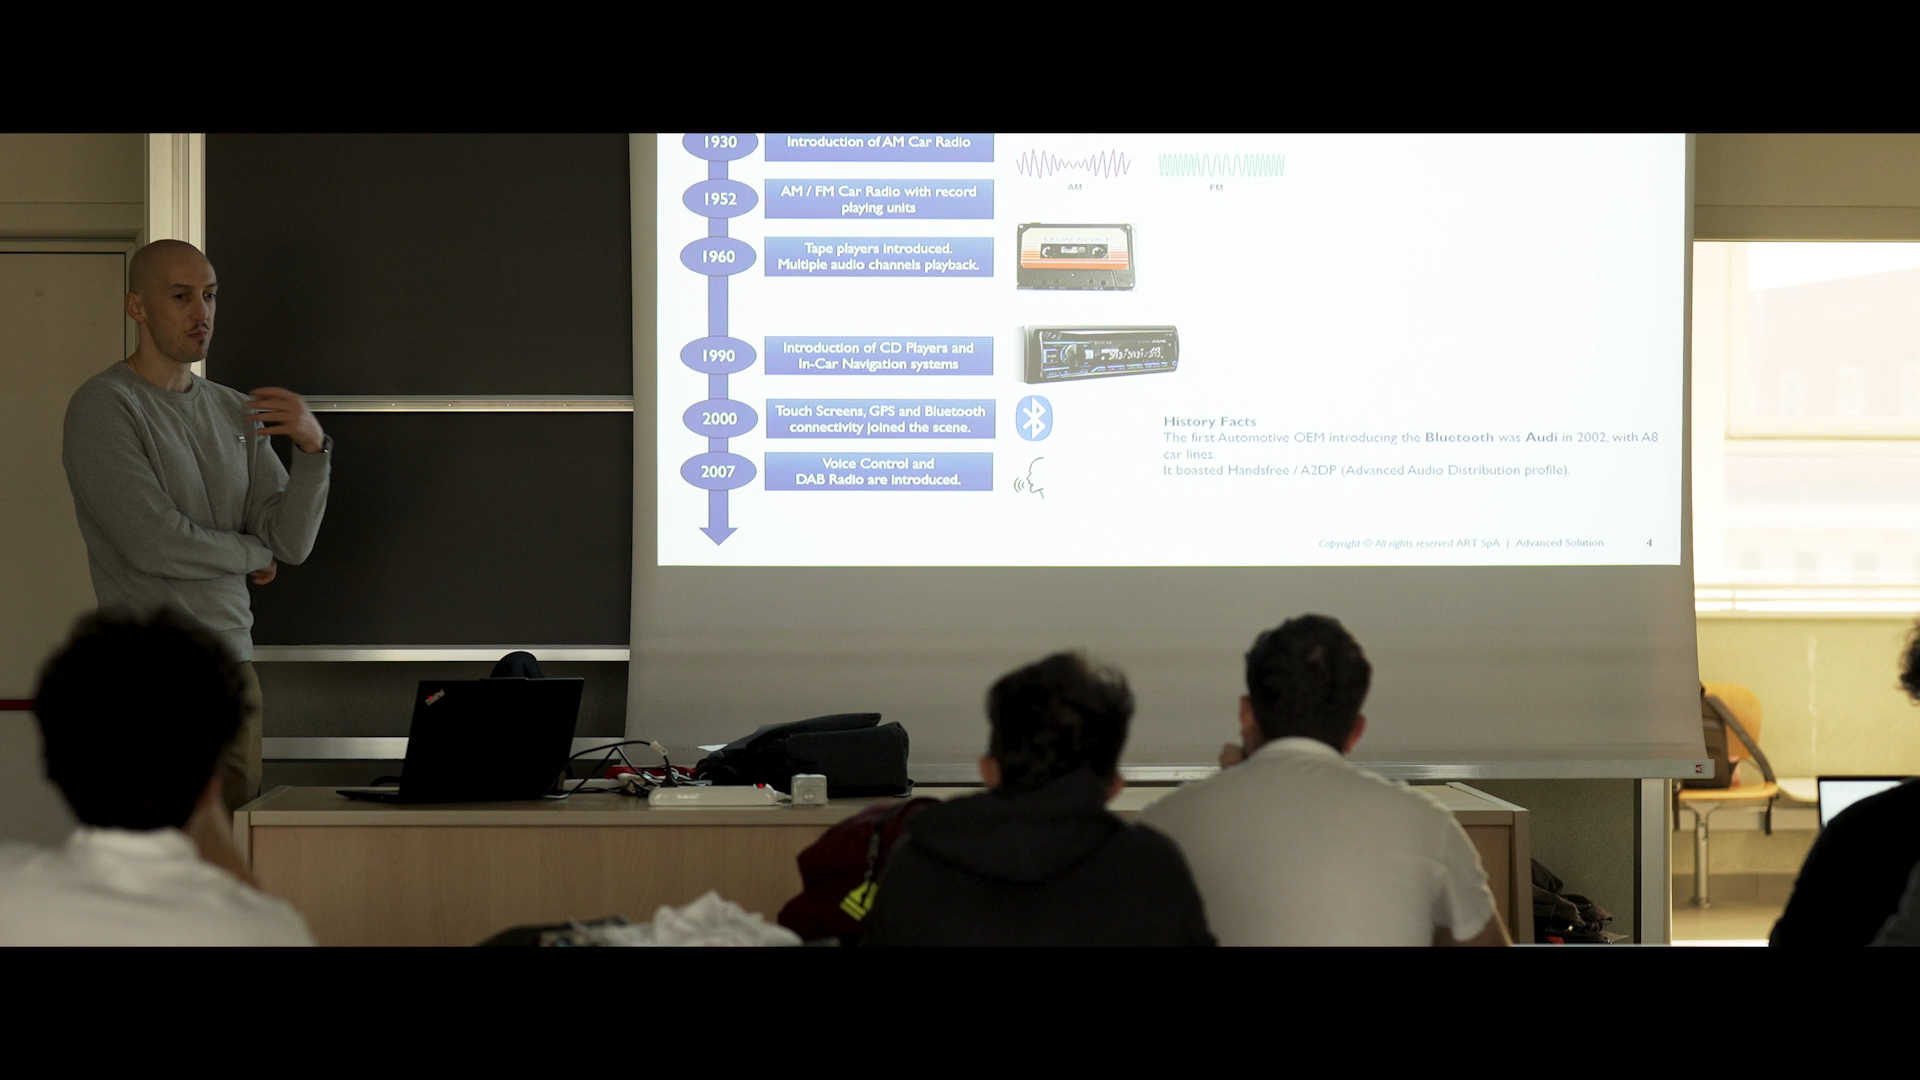 1930
Introduction of AM Car Radio
AM
FM
1952
AM / FM Car Radio with record
playing units
1960
Tape players introduced.
Multiple audio channels playback.
1990
Introduction of CD Players and
In-Car Navigation systems
2000
Touch Screens, GPS and Bluetooth
connectivity joined the scene.
2007
Voice Control and
DAB Radio are introduced.
History Facts
The first Automotive OEM introducing the Bluetooth was Audi in 2002, with A8
car lines.
It boasted Handsfree / A2DP (Advanced Audio Distribution profile).
Copyright © All rights reserved ART SpA | Advanced Solution
4